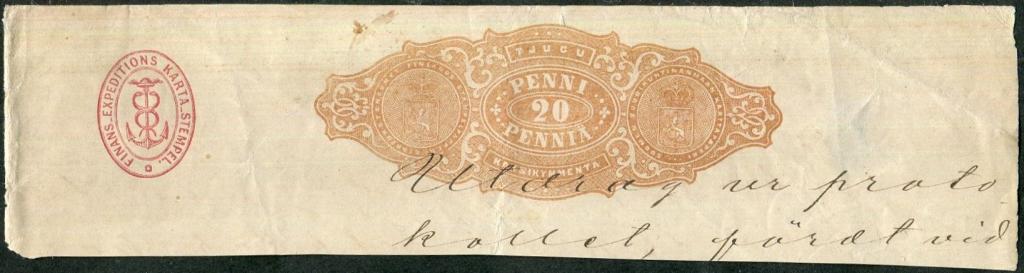 FINANS-EXPEDITIONS KARTA-STEMPEL.
TJUGU
PENNI
20
PENNIÄ
KAKSIKYMMENTÄ
Utdrag ur proto
kollet, fördt vid